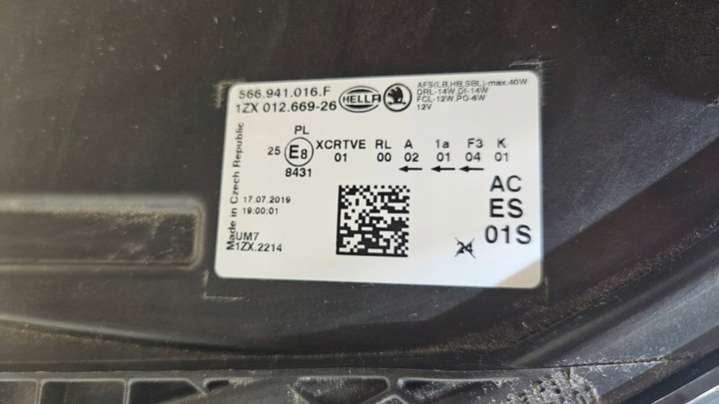 566.941.016.F
1ZX 012.669-26
HELLA
AFS(LB,HB,SBL)-max.40W
DRL-14W,DI-14W
FCL-12W,PO-6W
12V
PL
25 E8 XCRTVE RL A 1a F3 K
8431 01 00 02 01 04 01
Made in Czech Republic
17.07.2019
19:00:01
UM7
1ZX.2214
AC
ES
01S